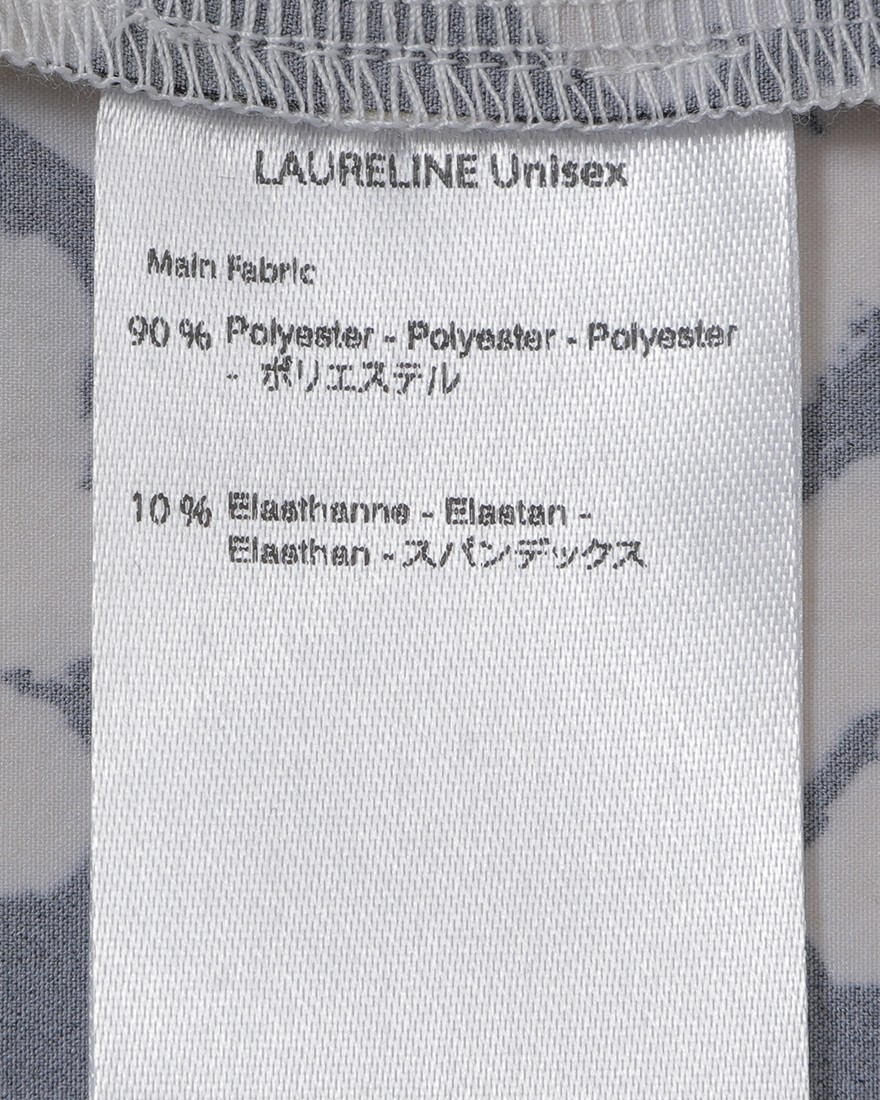 LAURELINE Unisex
Main Fabric
90 % Polyester - Polyester - Polyester
- ポリエステル
10 % Elasthanne - Elastan -
Elasthan - スパンデックス